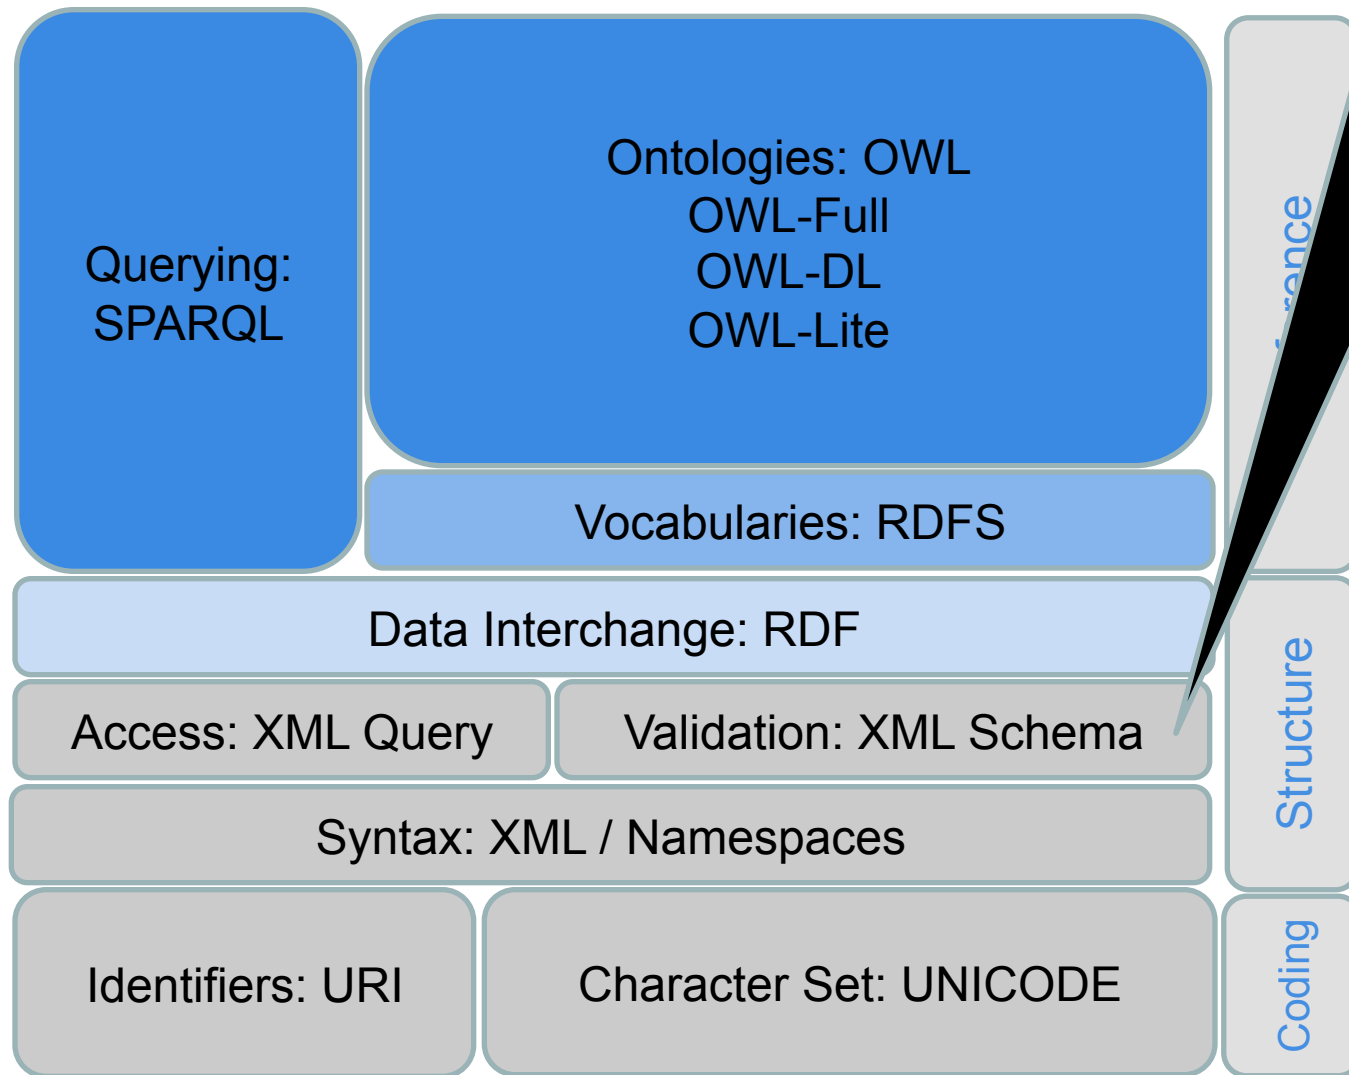 Ontologies: OWL
OWL-Full
OWL-DL
OWL-Lite
Querying:
SPARQL
Vocabularies: RDFS
Data Interchange: RDF
Access: XML Query
Validation: XML Schema
Syntax: XML / Namespaces
Identifiers: URI
Character Set: UNICODE
Structure
Coding